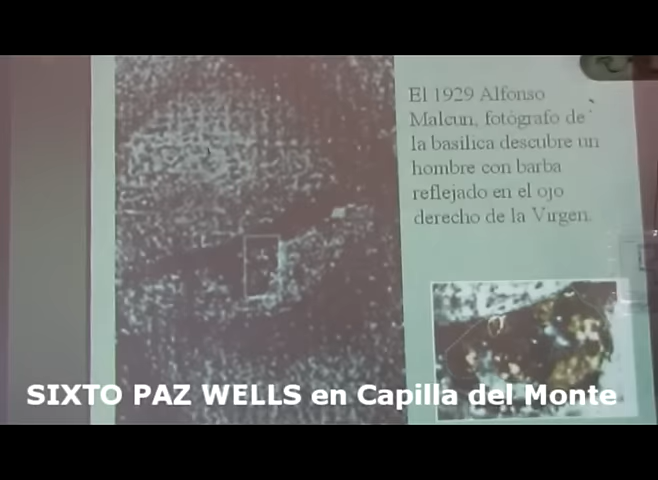 El 1929 Alfonso
Malcun, fotógrafo de
la basilica descubre un
hombre con barba
reflejado en el ojo
derecho de la Virgen.
SIXTO PAZ WELLS en Capilla del Monte